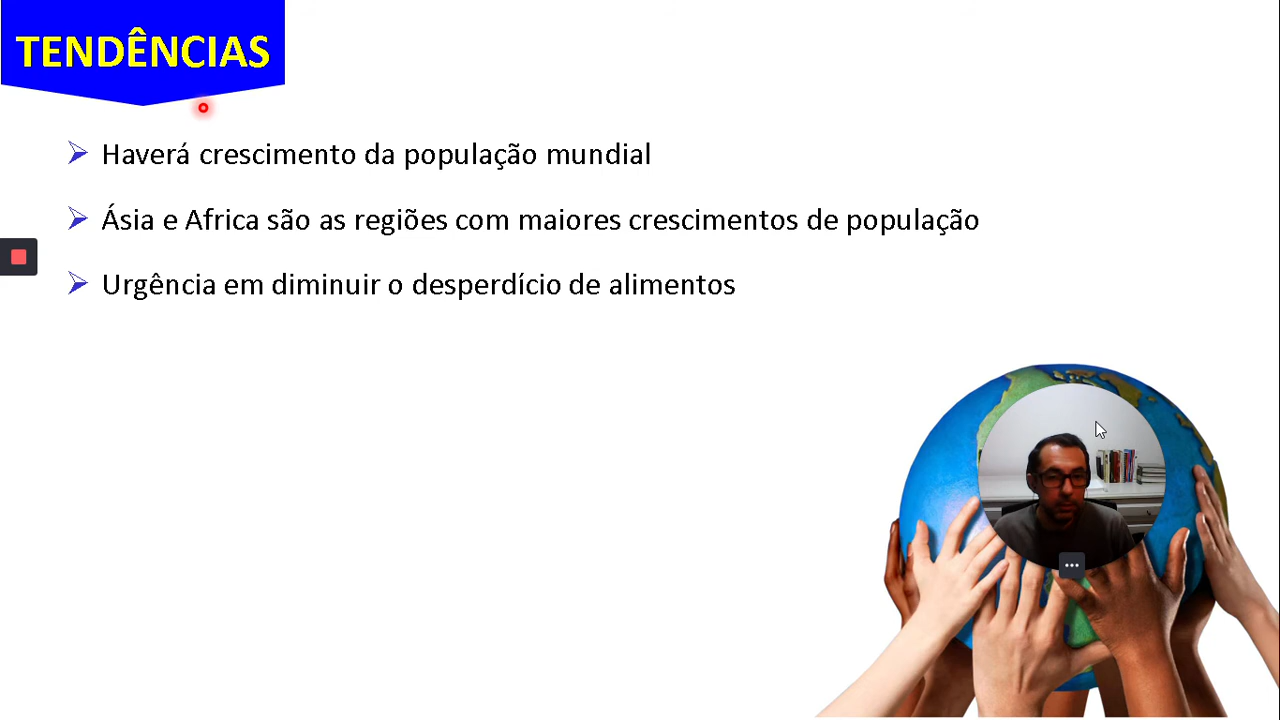 TENDÊNCIAS
Haverá crescimento da população mundial
Ásia e Africa são as regiões com maiores crescimentos de população
Urgência em diminuir o desperdício de alimentos